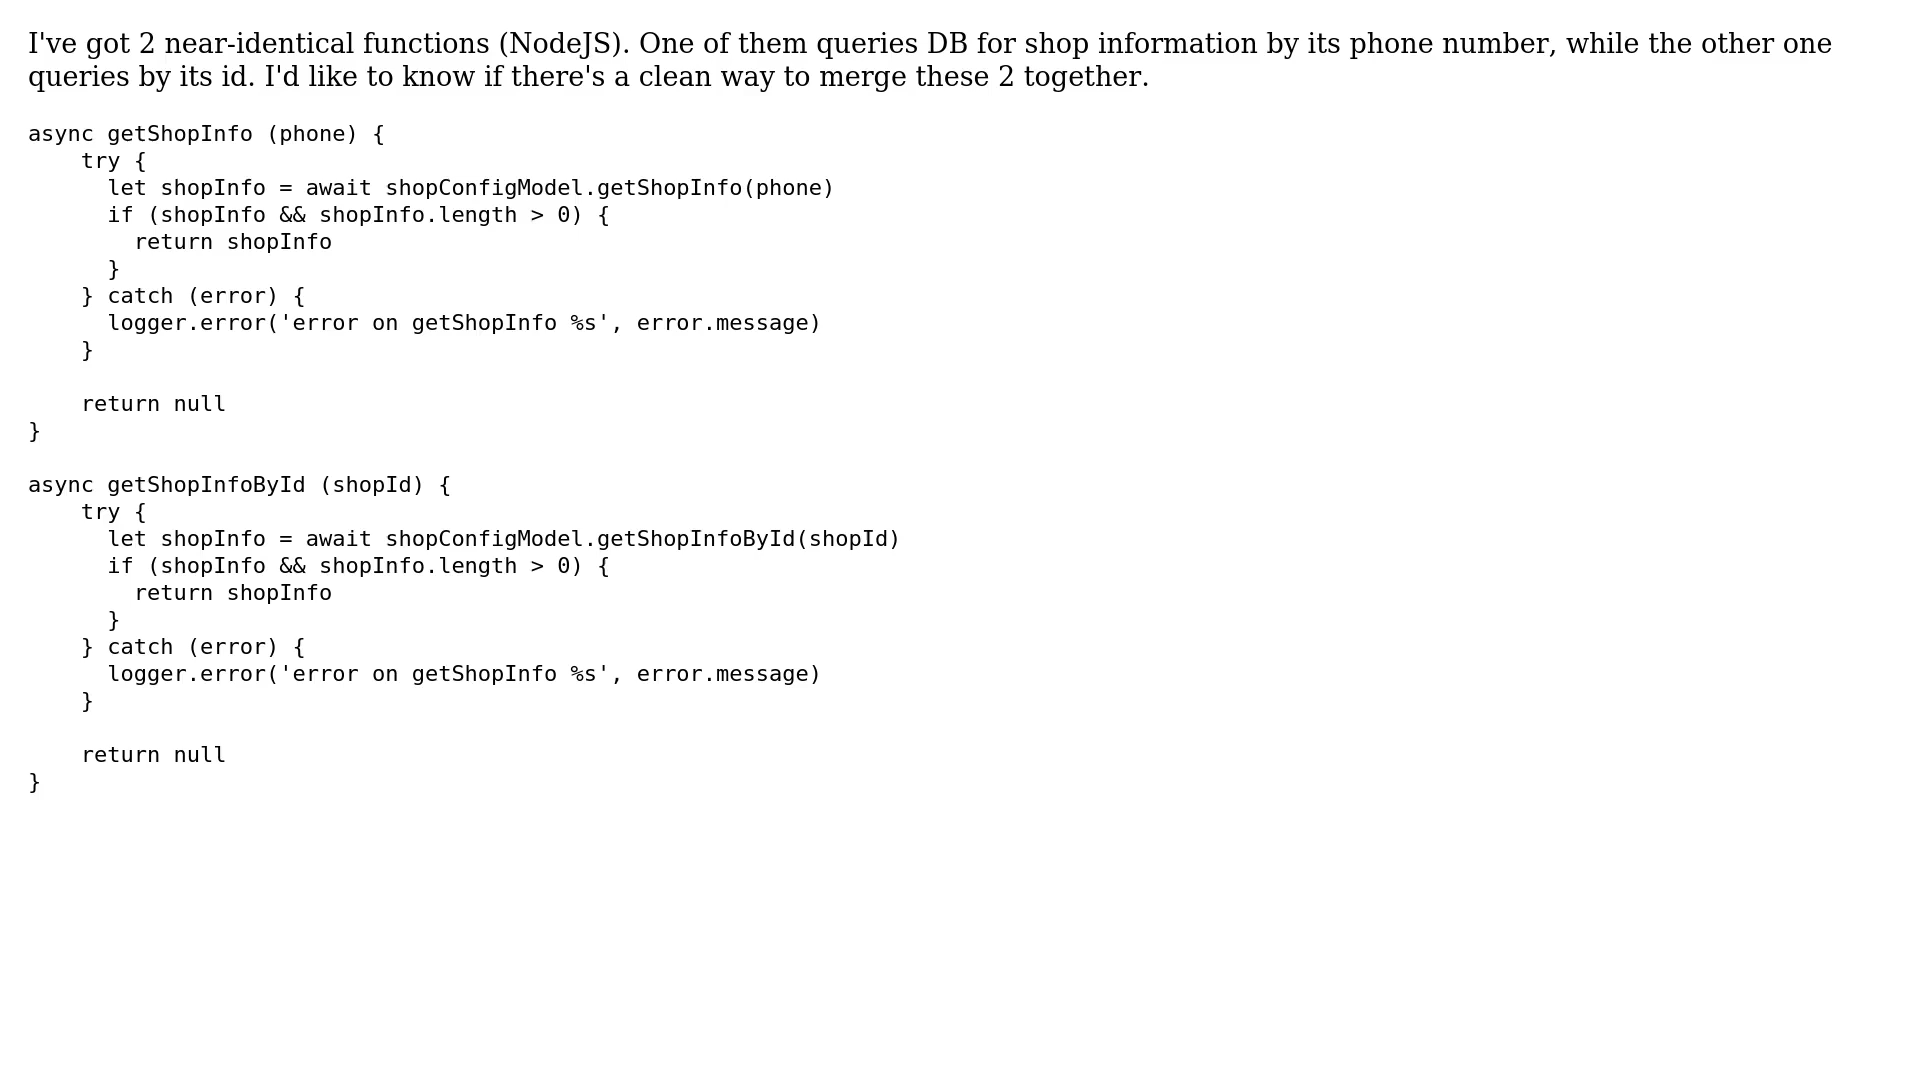 I've got 2 near-identical functions (NodeJS). One of them queries DB for shop information by its phone number, while the other one
queries by its id. I'd like to know if there's a clean way to merge these 2 together.
async getShopInfo (phone) {
    try {
      let shopInfo = await shopConfigModel.getShopInfo(phone)
      if (shopInfo && shopInfo.length > 0) {
        return shopInfo
      }
    } catch (error) {
      logger.error('error on getShopInfo %s', error.message)
    }

    return null
}

async getShopInfoById (shopId) {
    try {
      let shopInfo = await shopConfigModel.getShopInfoById(shopId)
      if (shopInfo && shopInfo.length > 0) {
        return shopInfo
      }
    } catch (error) {
      logger.error('error on getShopInfo %s', error.message)
    }

    return null
}